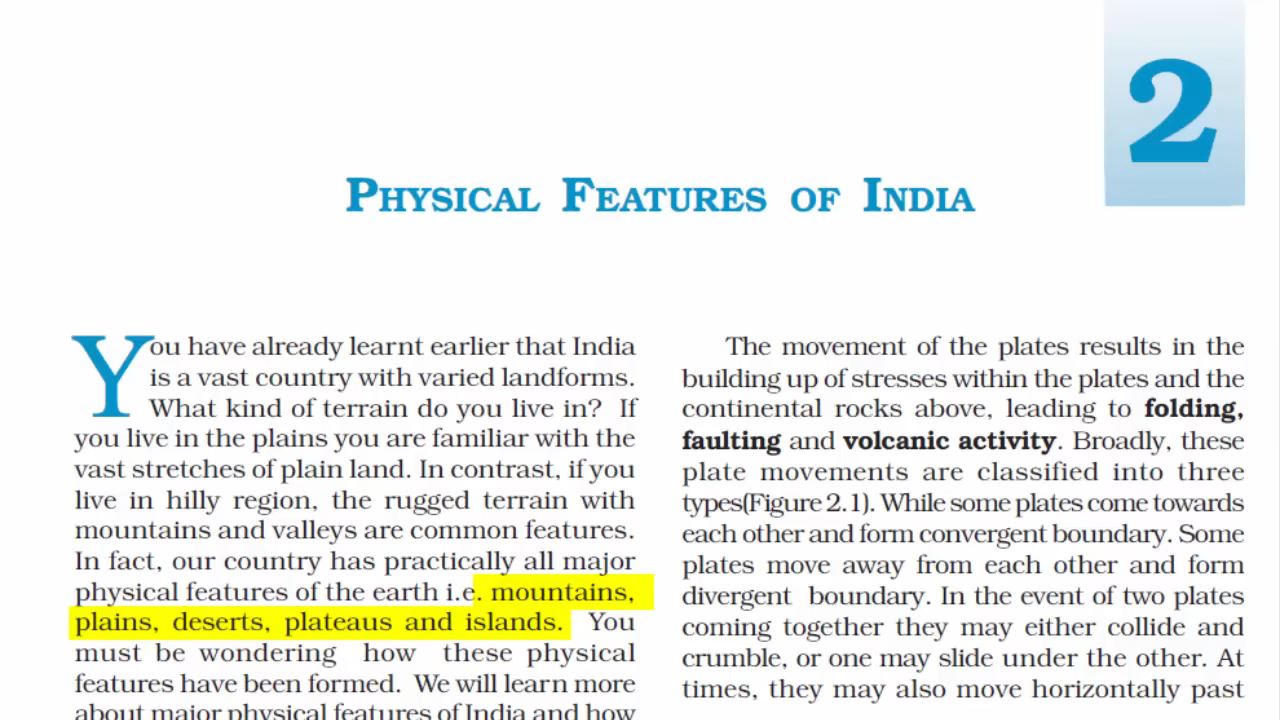 2
PHYSICAL FEATURES OF INDIA
You have already learnt earlier that India
is a vast country with varied landforms.
What kind of terrain do you live in? If
you live in the plains you are familiar with the
vast stretches of plain land. In contrast, if you
live in hilly region, the rugged terrain with
mountains and valleys are common features.
In fact, our country has practically all major
physical features of the earth i.e. mountains,
plains, deserts, plateaus and islands. You
must be wondering how these physical
features have been formed. We will learn more
about major physical features of India and how
The movement of the plates results in the
building up of stresses within the plates and the
continental rocks above, leading to folding,
faulting and volcanic activity. Broadly, these
plate movements are classified into three
types(Figure 2.1). While some plates come towards
each other and form convergent boundary. Some
plates move away from each other and form
divergent boundary. In the event of two plates
coming together they may either collide and
crumble, or one may slide under the other. At
times, they may also move horizontally past